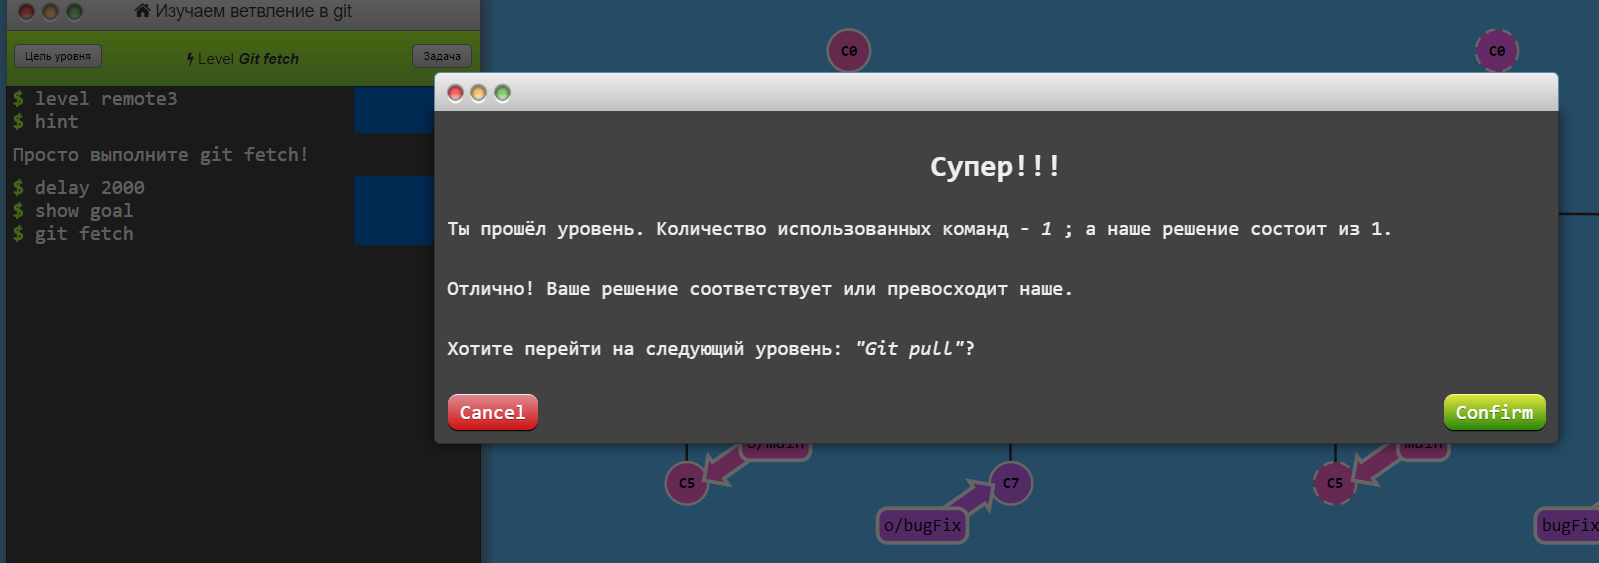 Изучаем ветвление в git
Цель уровня
Level Git fetch
Задача
$ level remote3
$ hint
Просто выполните git fetch!
$ delay 2000
$ show goal
$ git fetch
C0
C0
Супер!!!
Ты прошёл уровень. Количество использованных команд - 1 ; а наше решение состоит из 1.
Отлично! Ваше решение соответствует или превосходит наше.
Хотите перейти на следующий уровень: "Git pull"?
Cancel
Confirm
o/main
main
C5
C7
C5
o/bugFix
bugFix